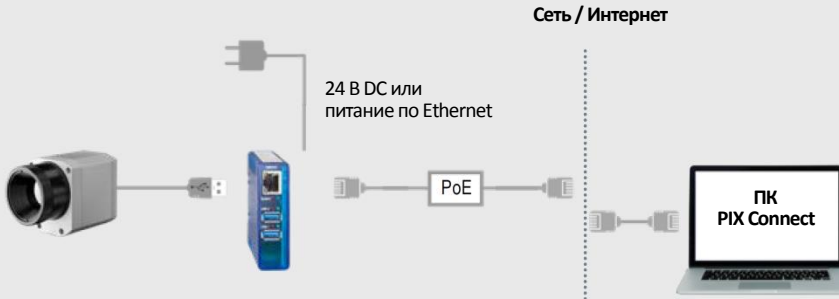 Сеть / Интернет
24 В DC или
питание по Ethernet
PoE
ПК
PIX Connect